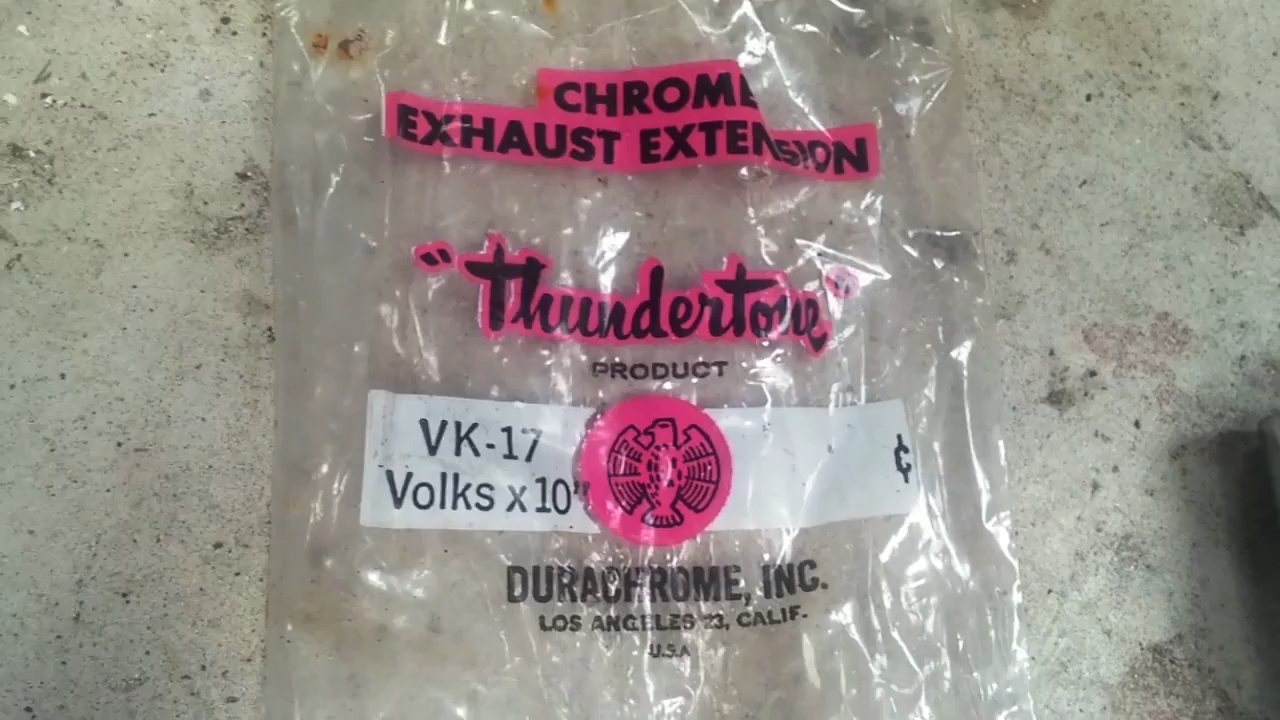 CHROME
EXHAUST EXTENSION
"Thundertone"
PRODUCT
VK-17
Volks x 10"
¢
DURACHROME, INC.
LOS ANGELES 23, CALIF.
U.S.A